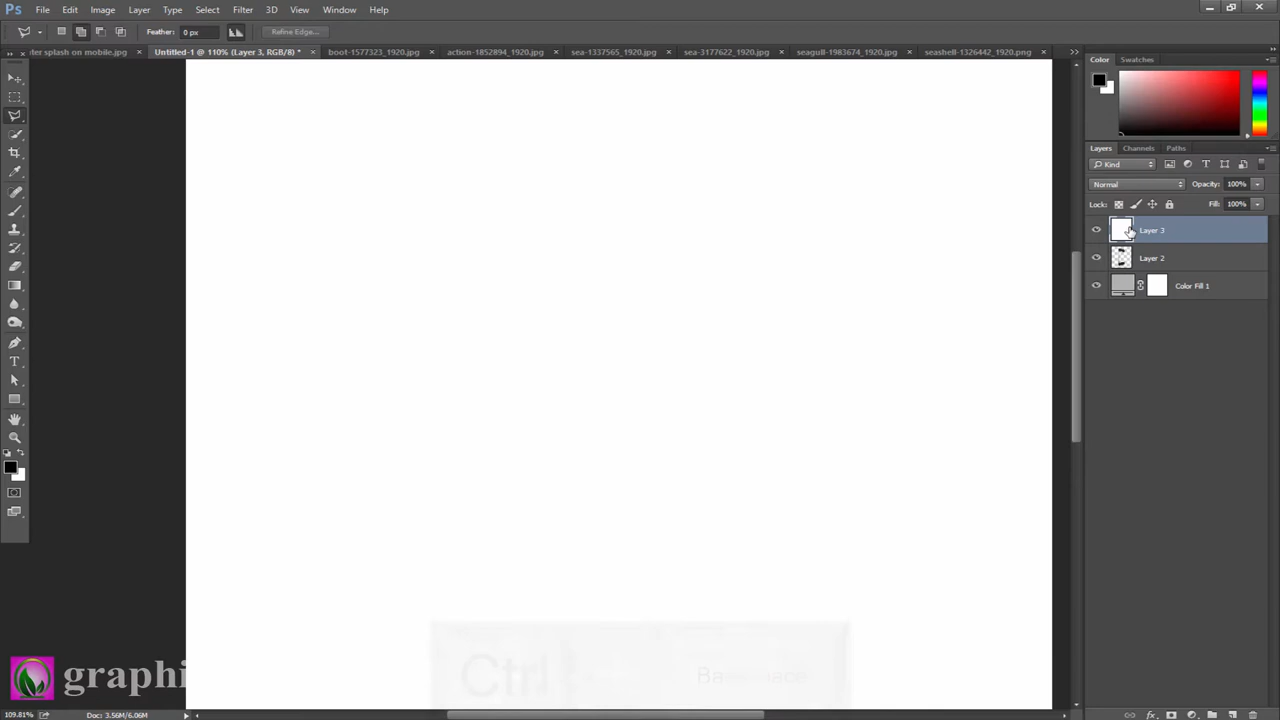 Ps File Edit Image Layer Type Select Filter 3D View Window Help
Feather: 0 px Refine Edge...
ter splash on mobile.jpg × Untitled-1 @ 110% (Layer 3, RGB/8) * × boot-1577323_1920.jpg × action-1852894_1920.jpg × sea-1337565_1920.jpg × sea-3177622_1920.jpg × seagull-1983674_1920.jpg × seashell-1326442_1920.png ×
Color Swatches
Layers Channels Paths
Kind
Normal Opacity: 100%
Lock: Fill: 100%
Layer 3
Layer 2
Color Fill 1
Ctrl
graphi
109.81% Doc: 3.56M/6.06M